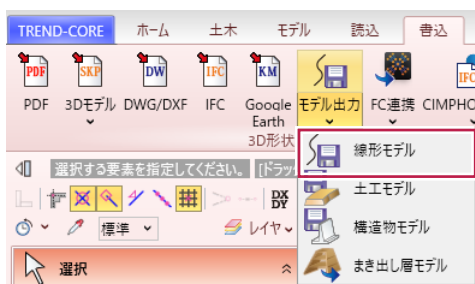 TREND-CORE ホーム 土木 モデル 読込 書込
PDF SKP DW IFC KM IFC
PDF 3Dモデル DWG/DXF IFC Google Earth モデル出力 FC連携 CIMPHO
3D形状
線形モデル
選択する要素を指定してください。 [ドラッ
土工モデル
DX
標準 レイヤ
構造物モデル
選択
まき出し層モデル